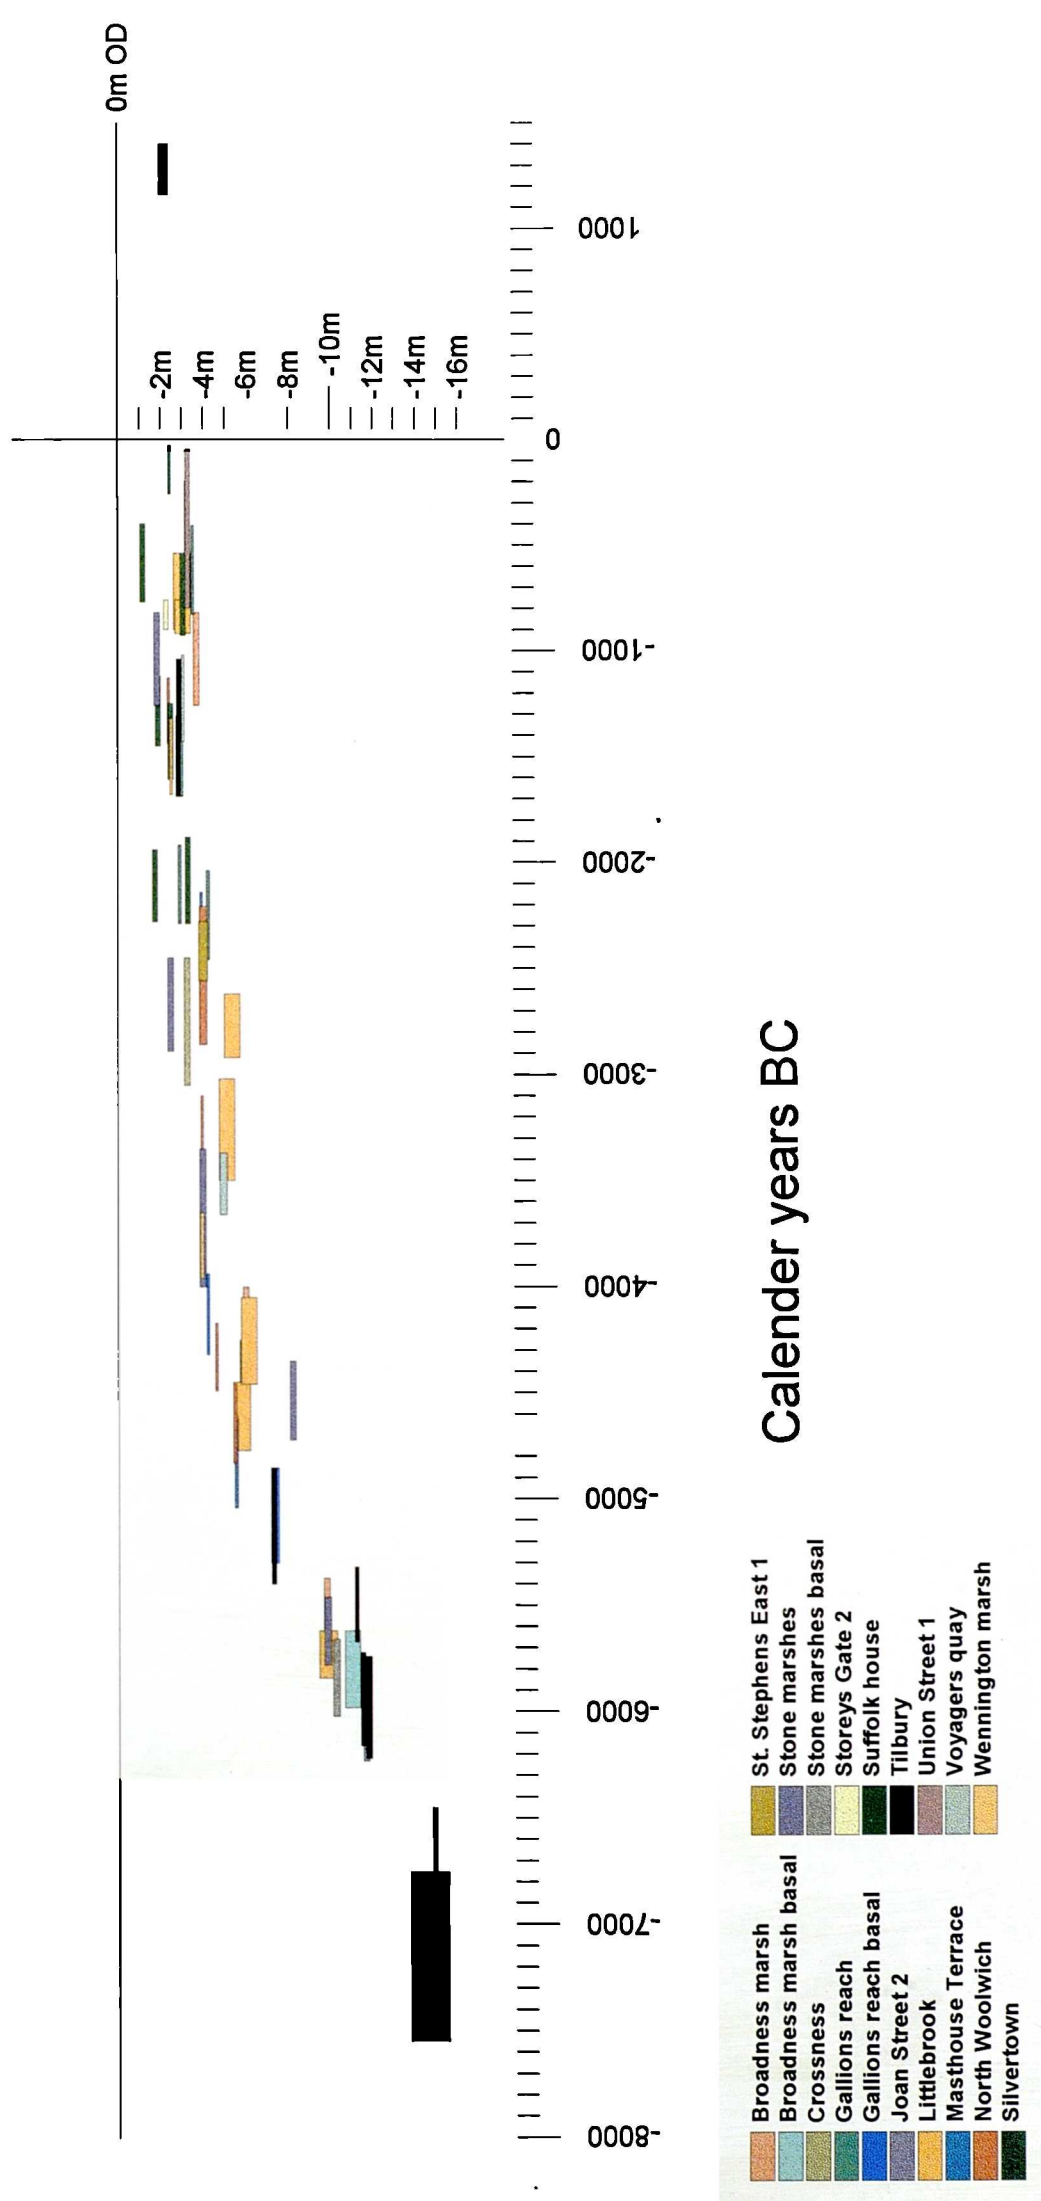 0m OD
-2m
-4m
-6m
-8m
-10m
-12m
-14m
-16m
-8000
-7000
-6000
-5000
-4000
-3000
-2000
-1000
0
1000
Calender years BC
Broadness marsh
Broadness marsh basal
Crossness
Gallions reach
Gallions reach basal
Joan Street 2
Littlebrook
Masthouse Terrace
North Woolwich
Silvertown
St. Stephens East 1
Stone marshes
Stone marshes basal
Storeys Gate 2
Suffolk house
Tilbury
Union Street 1
Voyagers quay
Wennington marsh